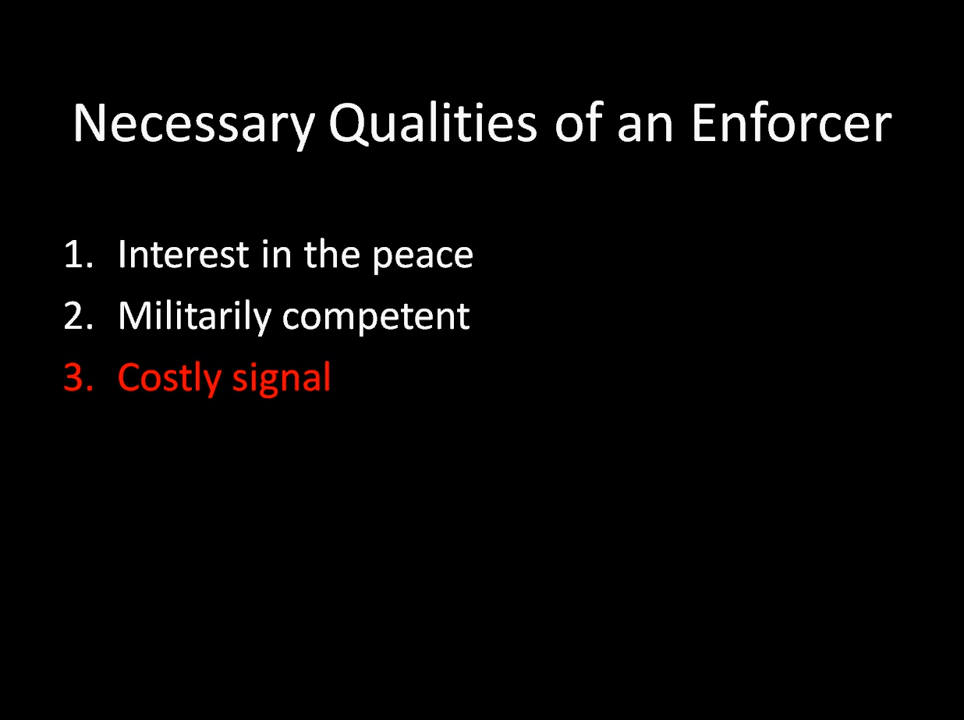 Necessary Qualities of an Enforcer
1. Interest in the peace
2. Militarily competent
3. Costly signal